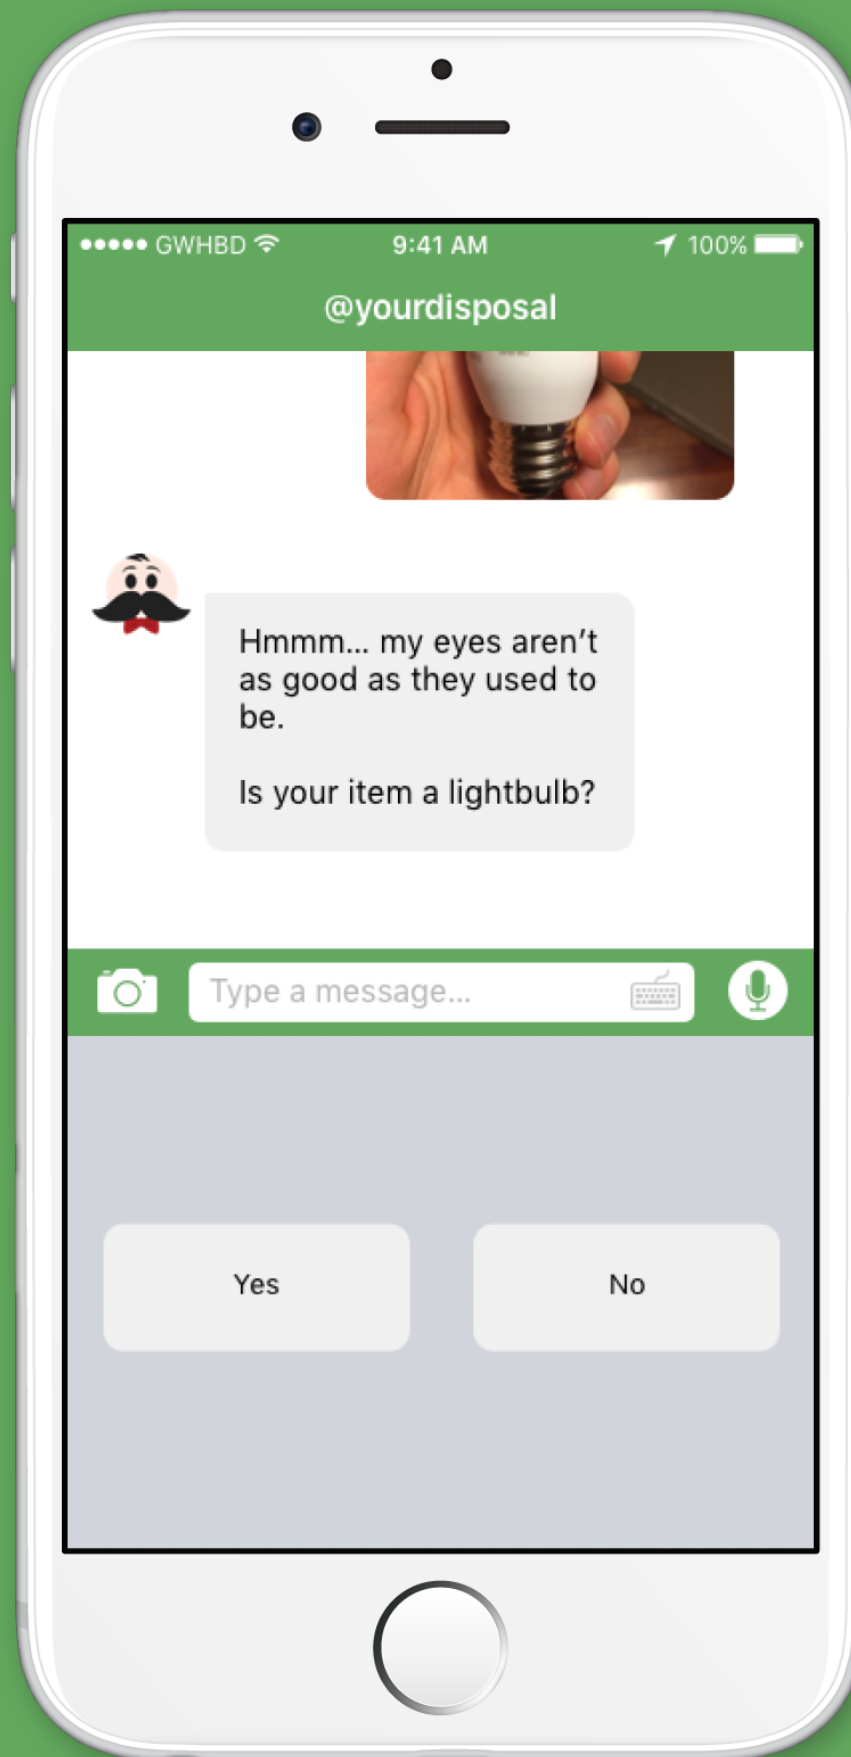 GWHBD 9:41 AM 100%
@yourdisposal
Hmmm... my eyes aren't
as good as they used to
be.
Is your item a lightbulb?
Type a message...
Yes No